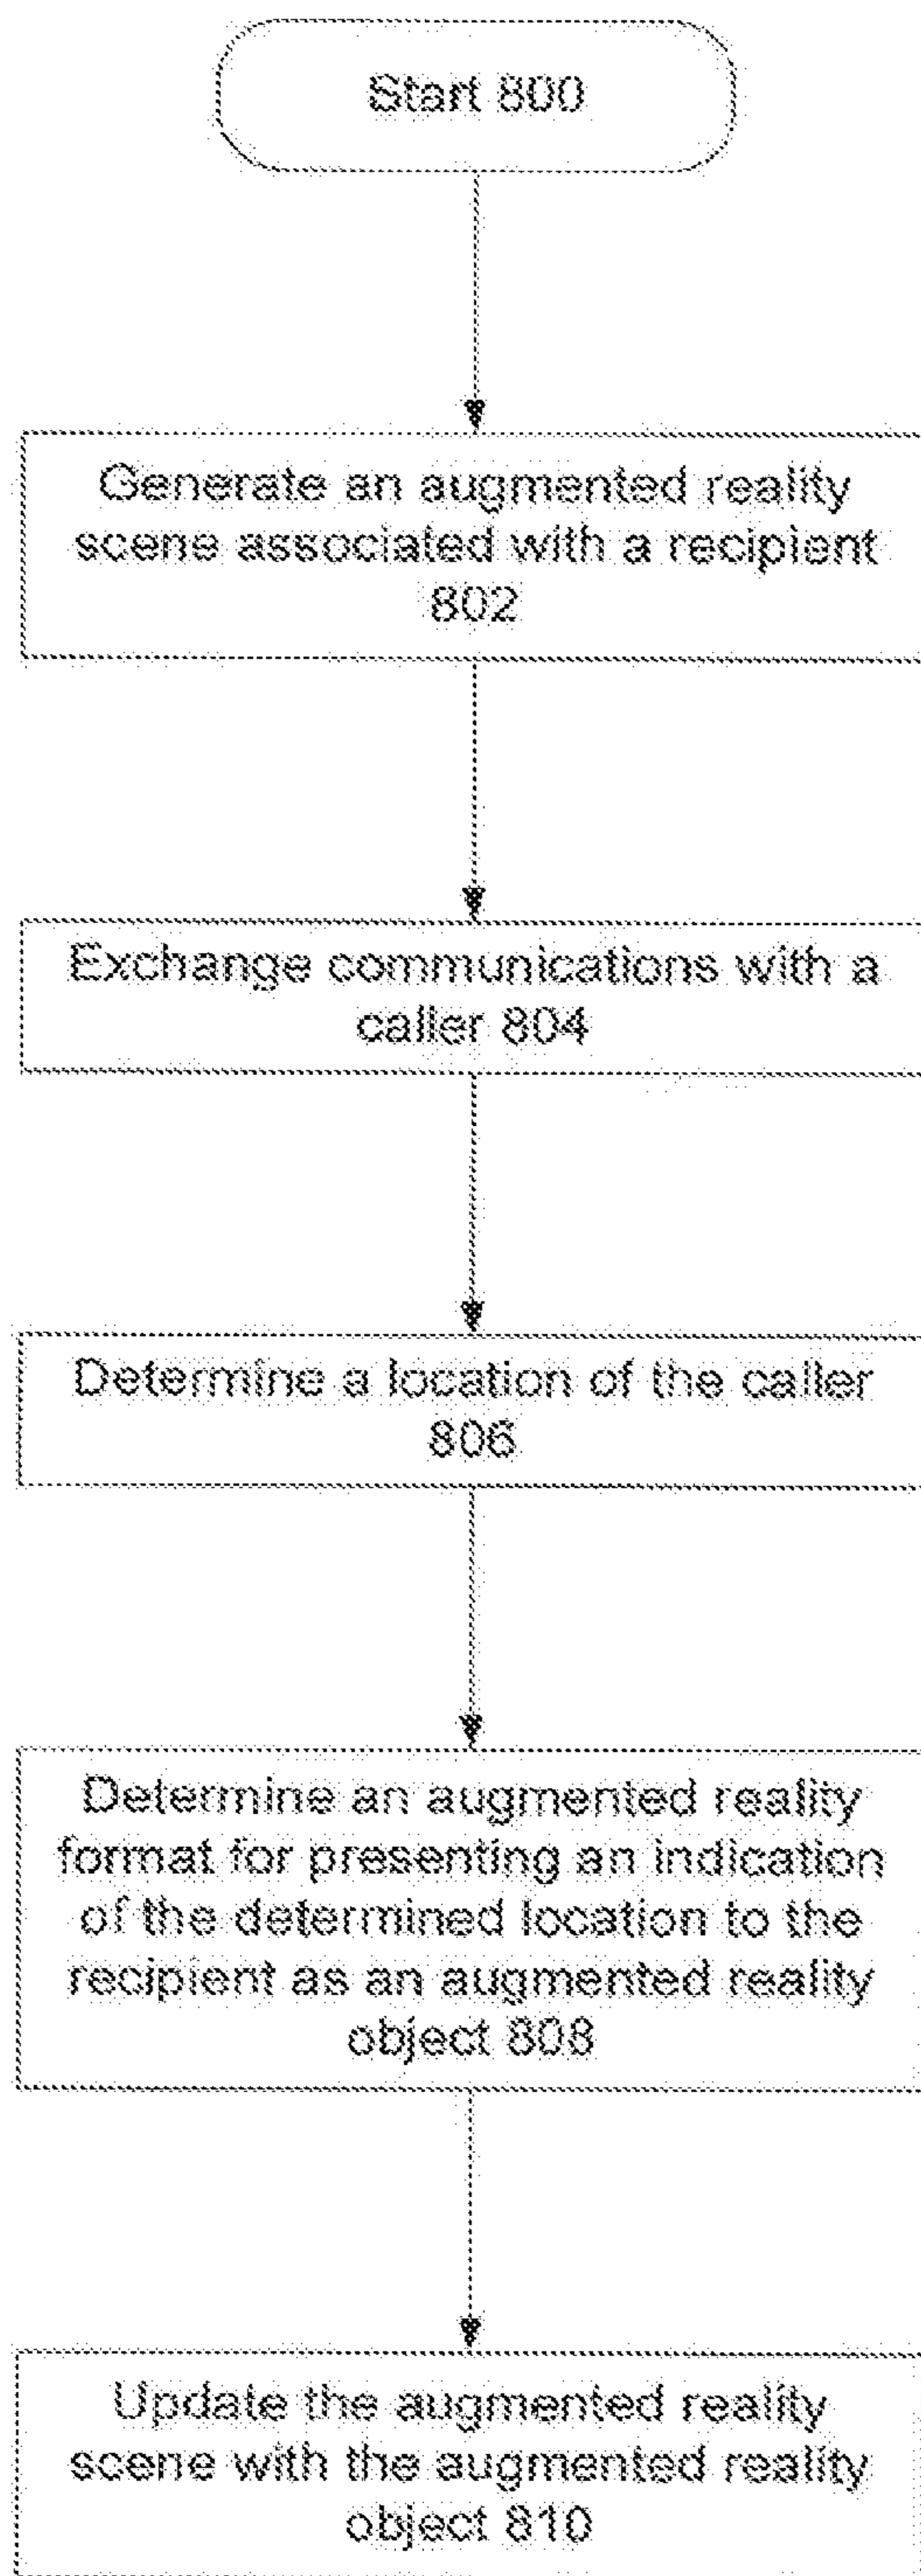 Start 800
Generate an augmented reality
scene associated with a recipient
802
Exchange communications with a
caller 804
Determine a location of the caller
806
Determine an augmented reality
format for presenting an indication
of the determined location to the
recipient as an augmented reality
object 808
Update the augmented reality
scene with the augmented reality
object 810